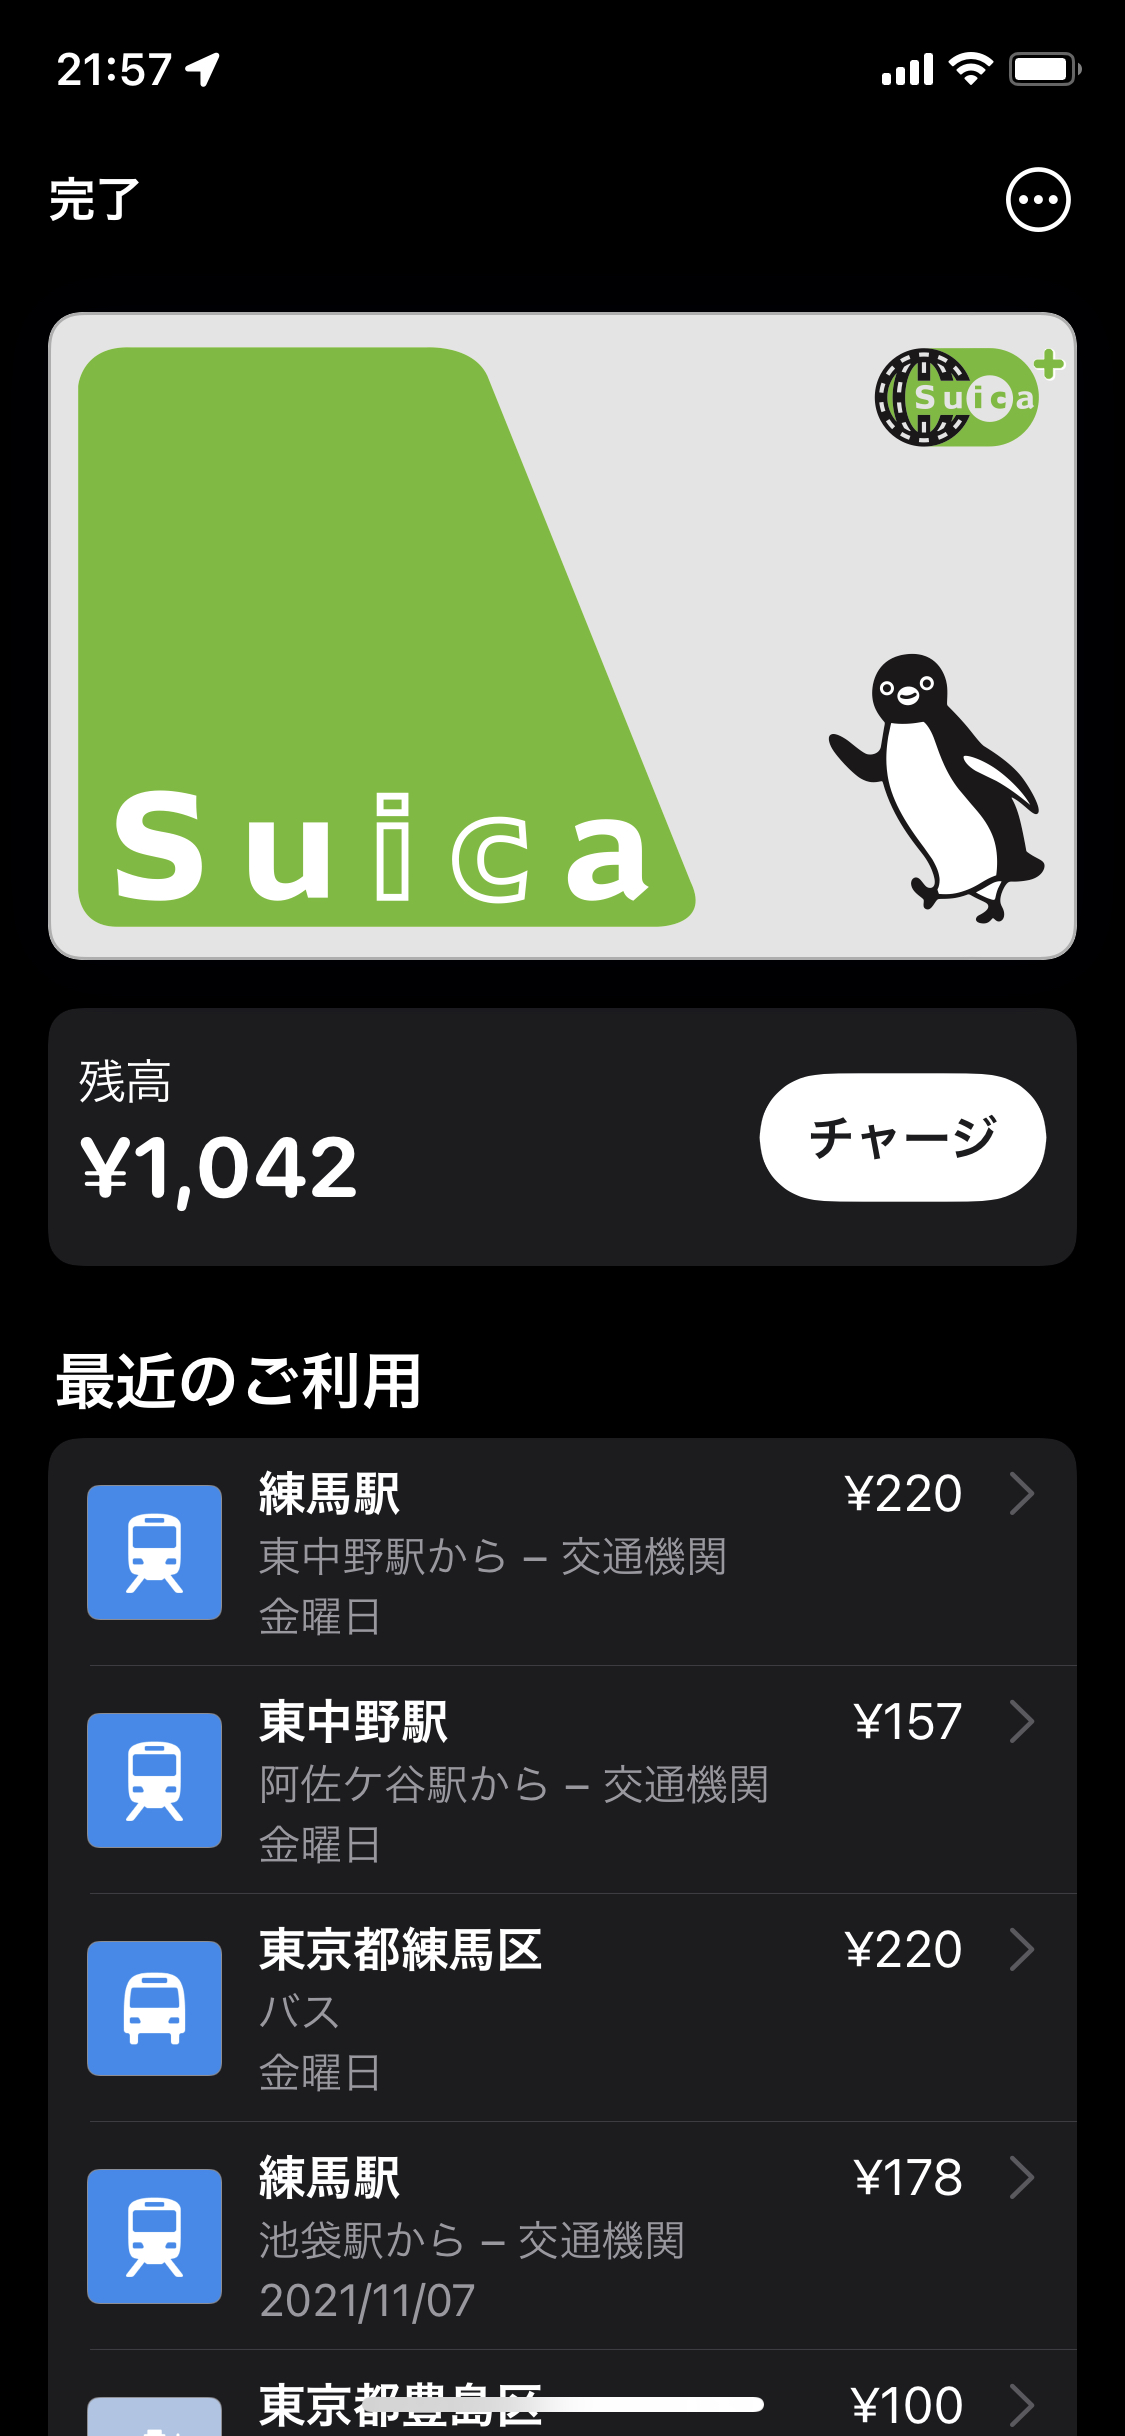 21:57
完了
Suica
Suica
残高
¥1,042
チャージ
最近のご利用
練馬駅 ¥220
東中野駅から – 交通機関
金曜日
東中野駅 ¥157
阿佐ケ谷駅から – 交通機関
金曜日
東京都練馬区 ¥220
バス
金曜日
練馬駅 ¥178
池袋駅から – 交通機関
2021/11/07
東京都豊島区 ¥100